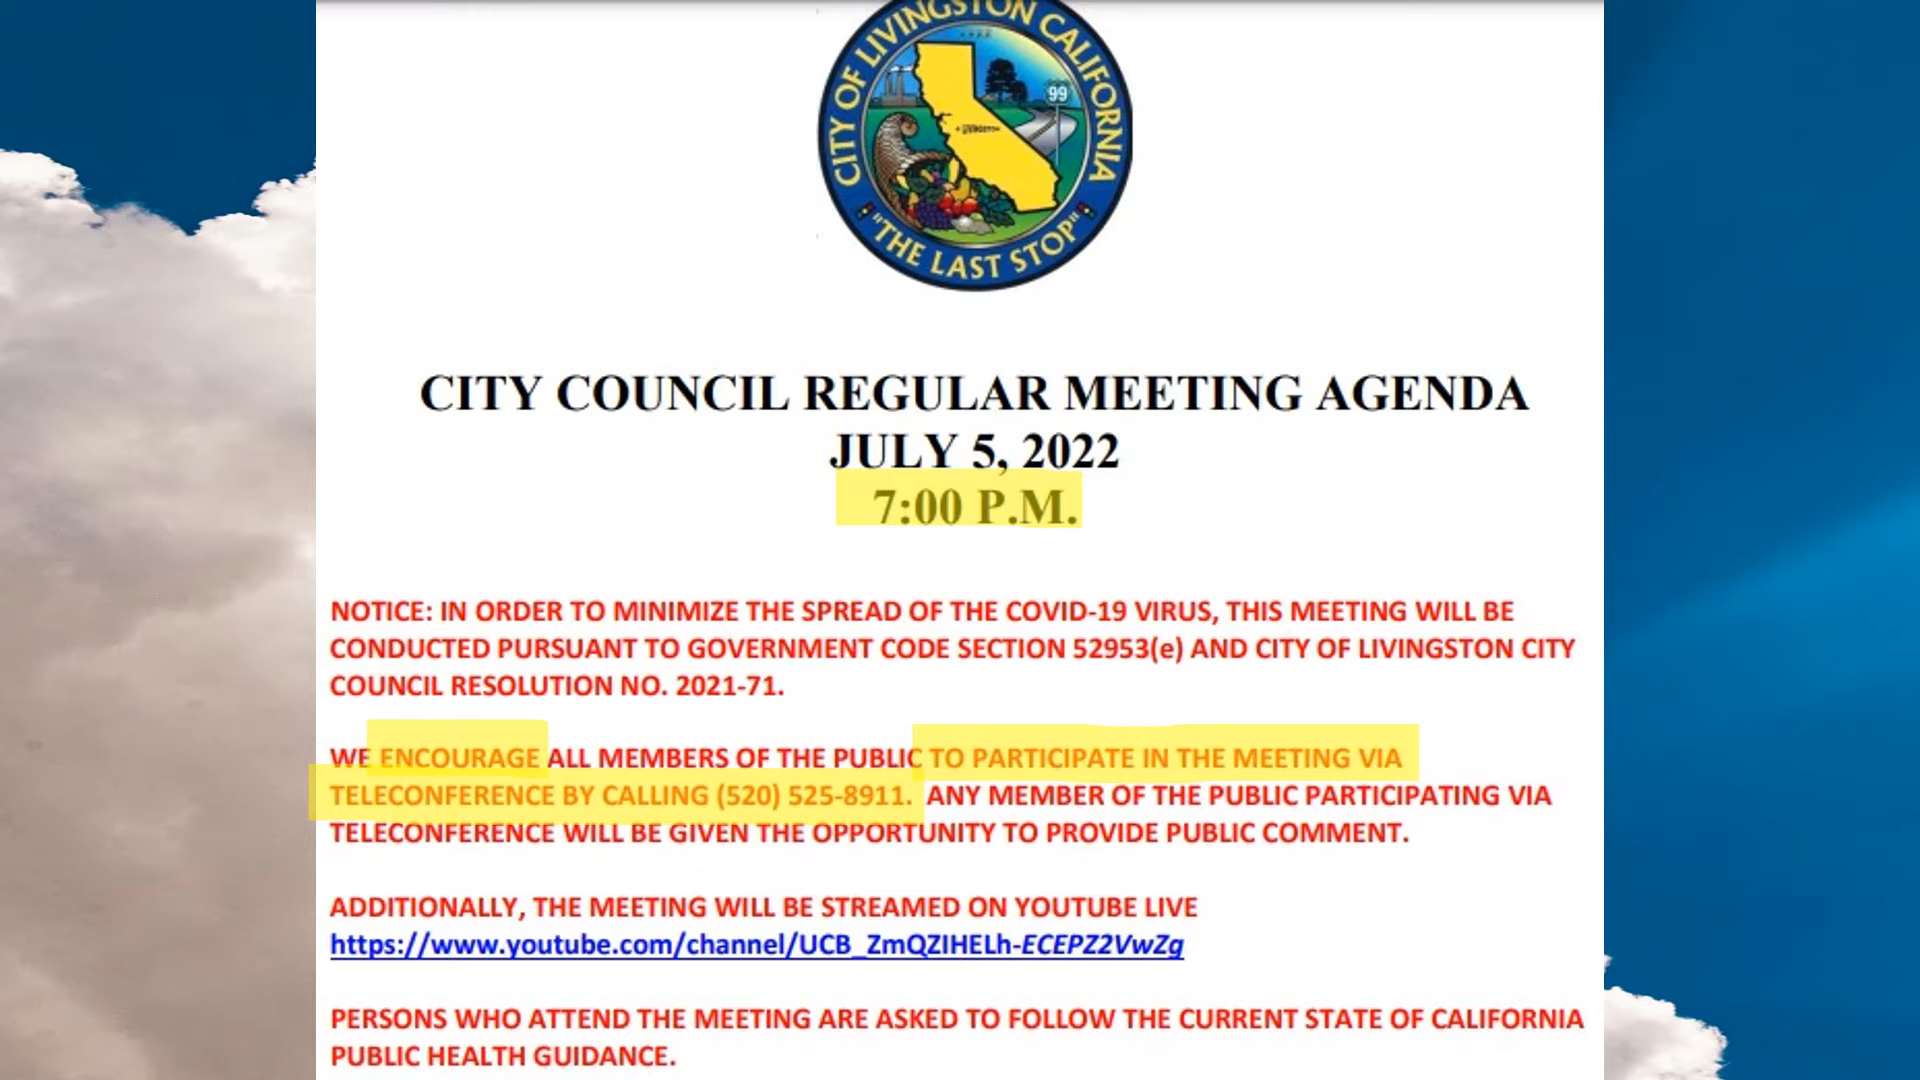 CITY OF LIVINGSTON CALIFORNIA
99
LIVINGSTON
"THE LAST STOP"
CITY COUNCIL REGULAR MEETING AGENDA
JULY 5, 2022
7:00 P.M.
NOTICE: IN ORDER TO MINIMIZE THE SPREAD OF THE COVID-19 VIRUS, THIS MEETING WILL BE
CONDUCTED PURSUANT TO GOVERNMENT CODE SECTION 52953(e) AND CITY OF LIVINGSTON CITY
COUNCIL RESOLUTION NO. 2021-71.
WE ENCOURAGE ALL MEMBERS OF THE PUBLIC TO PARTICIPATE IN THE MEETING VIA
TELECONFERENCE BY CALLING (520) 525-8911. ANY MEMBER OF THE PUBLIC PARTICIPATING VIA
TELECONFERENCE WILL BE GIVEN THE OPPORTUNITY TO PROVIDE PUBLIC COMMENT.
ADDITIONALLY, THE MEETING WILL BE STREAMED ON YOUTUBE LIVE
https://www.youtube.com/channel/UCB_ZmQZIHELh-ECEPZ2VwZg
PERSONS WHO ATTEND THE MEETING ARE ASKED TO FOLLOW THE CURRENT STATE OF CALIFORNIA
PUBLIC HEALTH GUIDANCE.